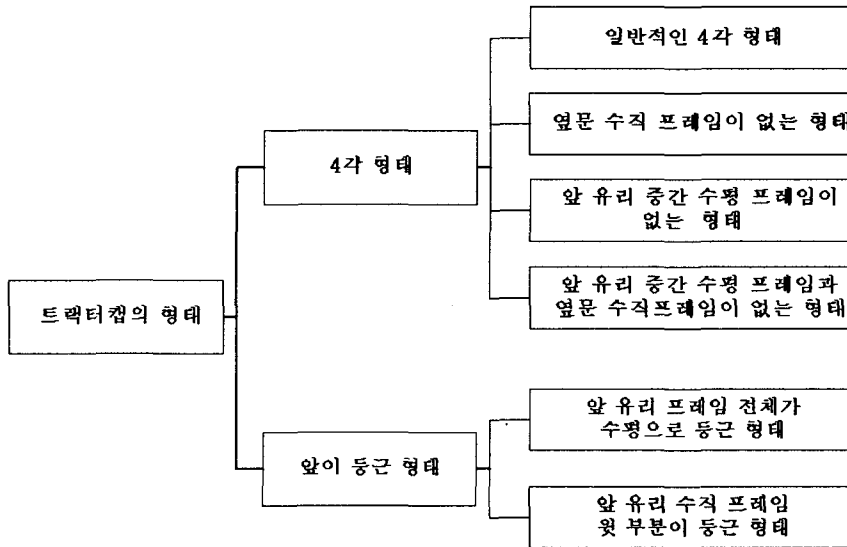 일반적인 4각 형태
옆문 수직 프레임이 없는 형태
4각 형태
앞 유리 중간 수평 프레임이
없는 형태
앞 유리 중간 수평 프레임과
옆문 수직프레임이 없는 형태
트랙터캡의 형태
앞 유리 프레임 전체가
수평으로 둥근 형태
앞이 둥근 형태
앞 유리 수직 프레임
윗 부분이 둥근 형태